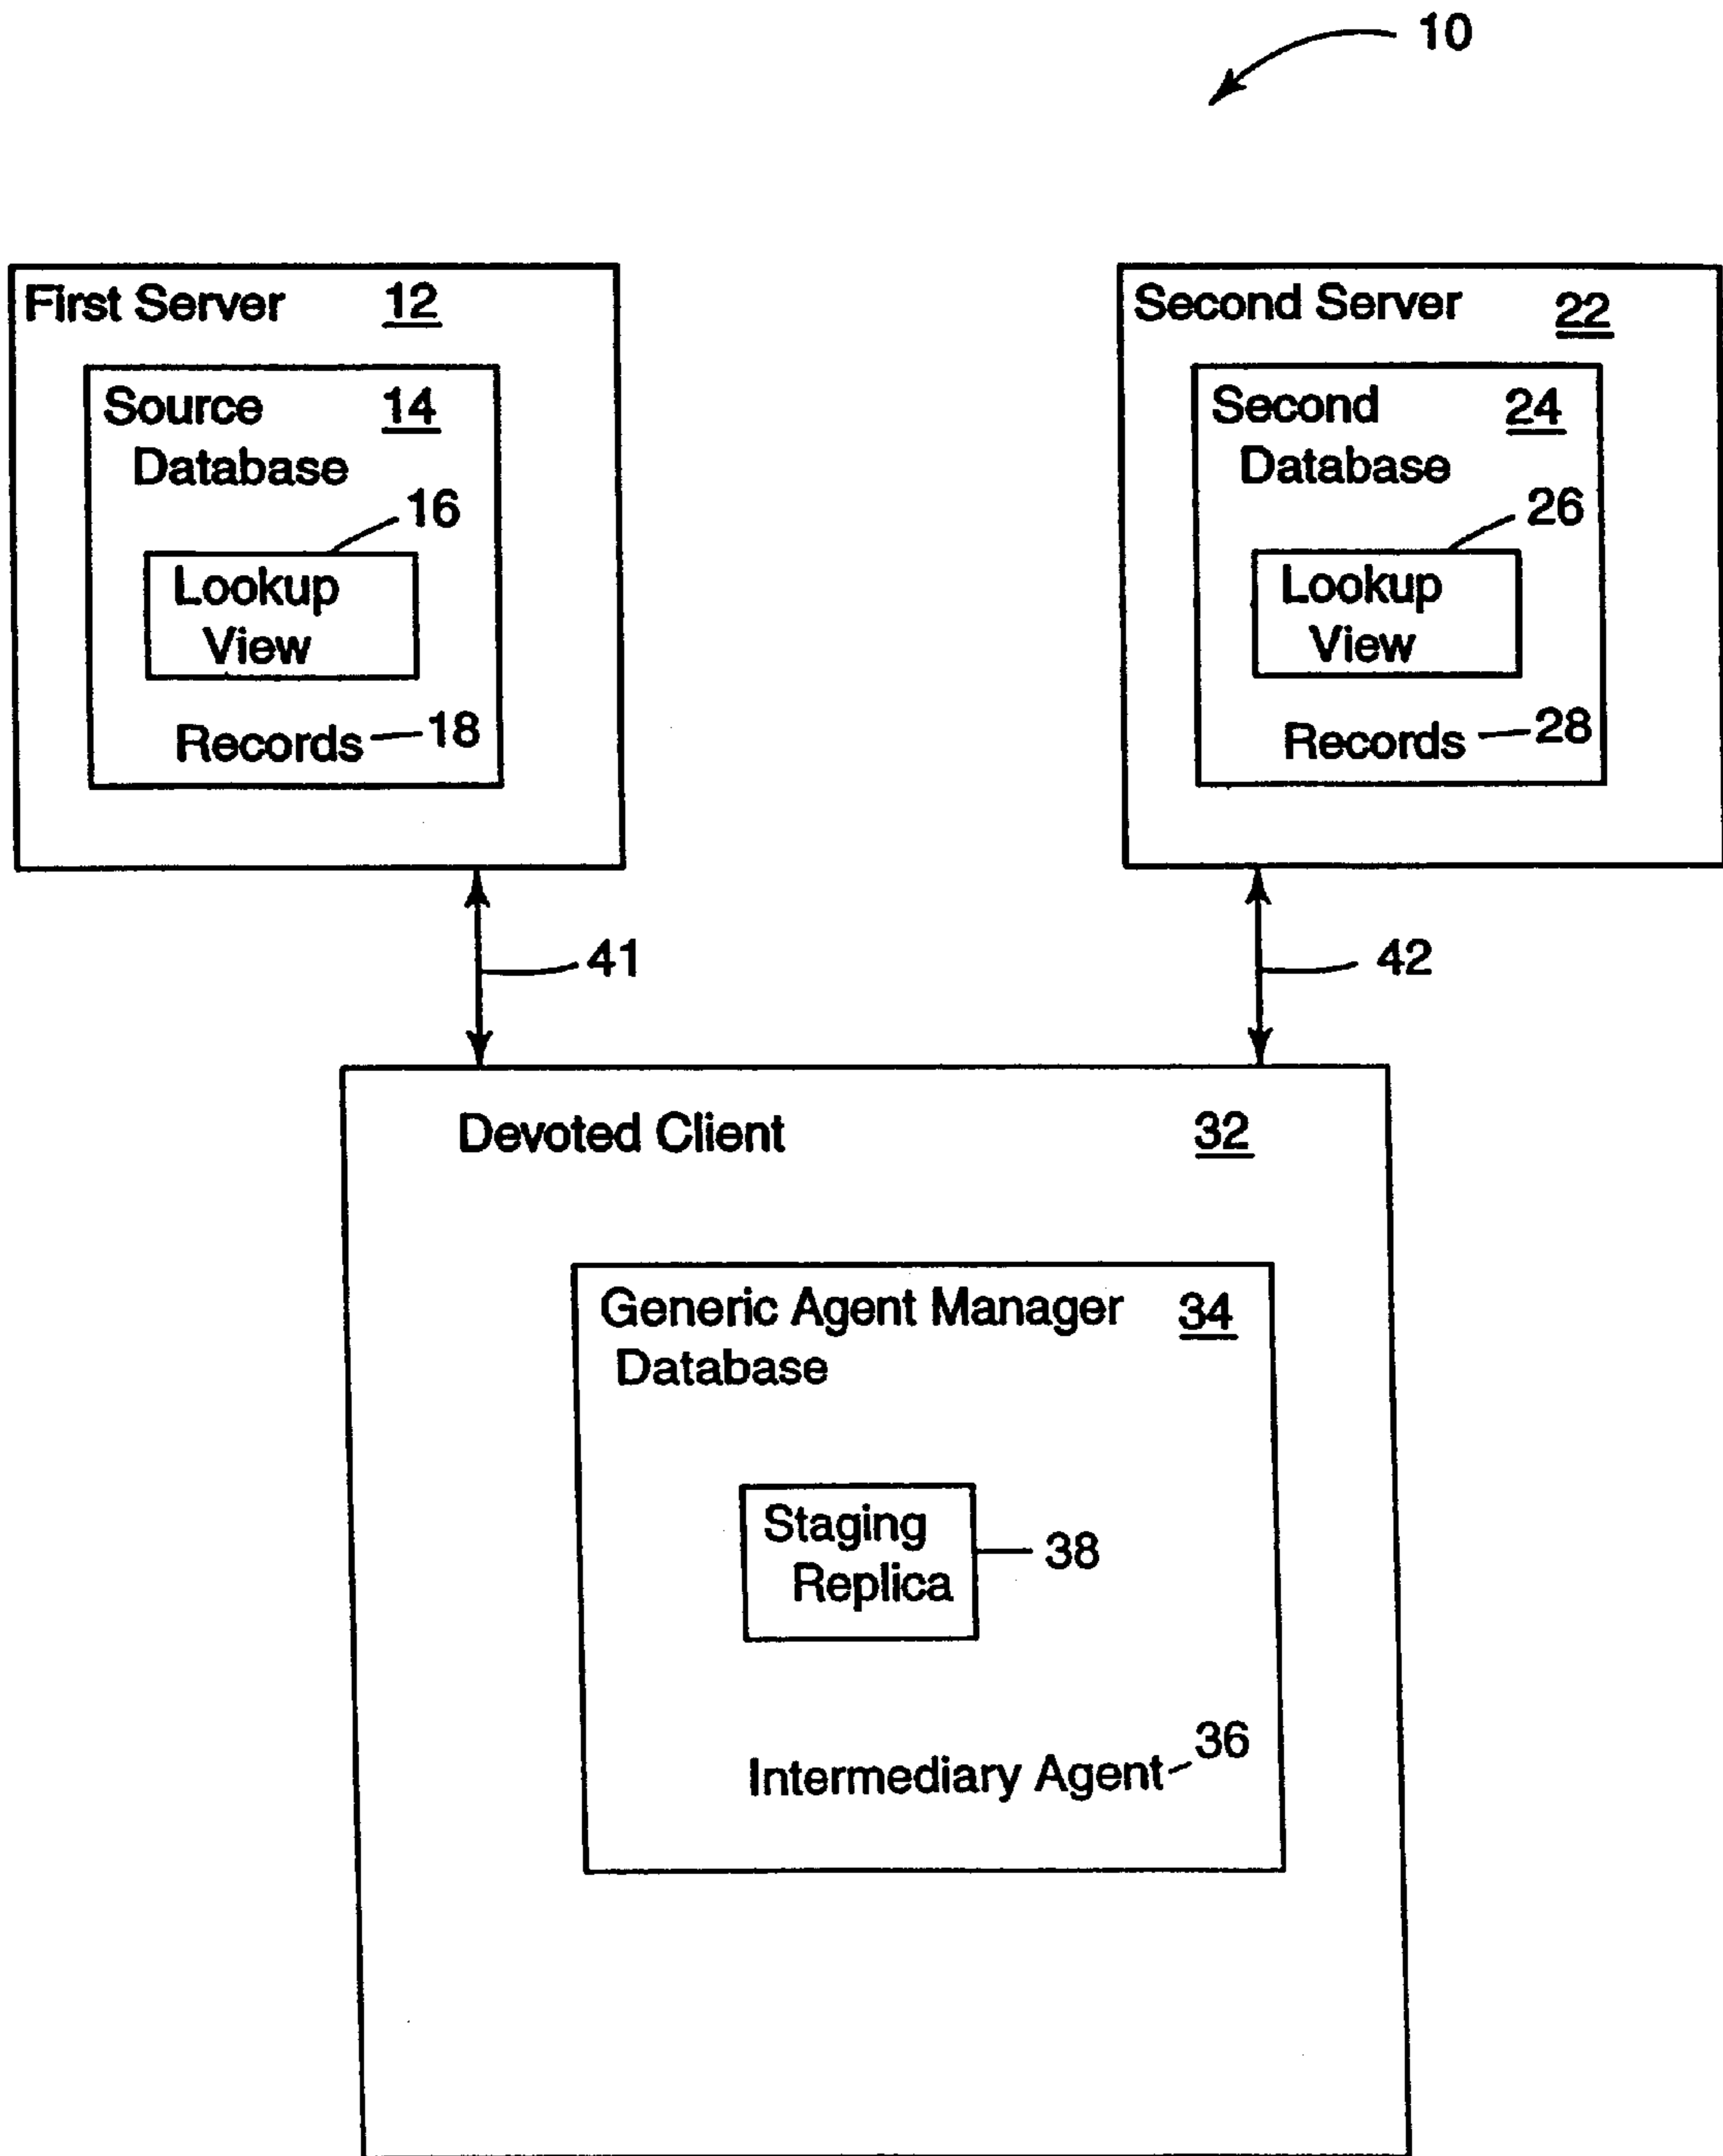 10
First Server 12
Source 14
Database
16
Lookup
View
Records 18
Second Server 22
Second 24
Database
26
Lookup
View
Records 28
41
42
Devoted Client 32
Generic Agent Manager 34
Database
Staging
Replica
38
Intermediary Agent 36